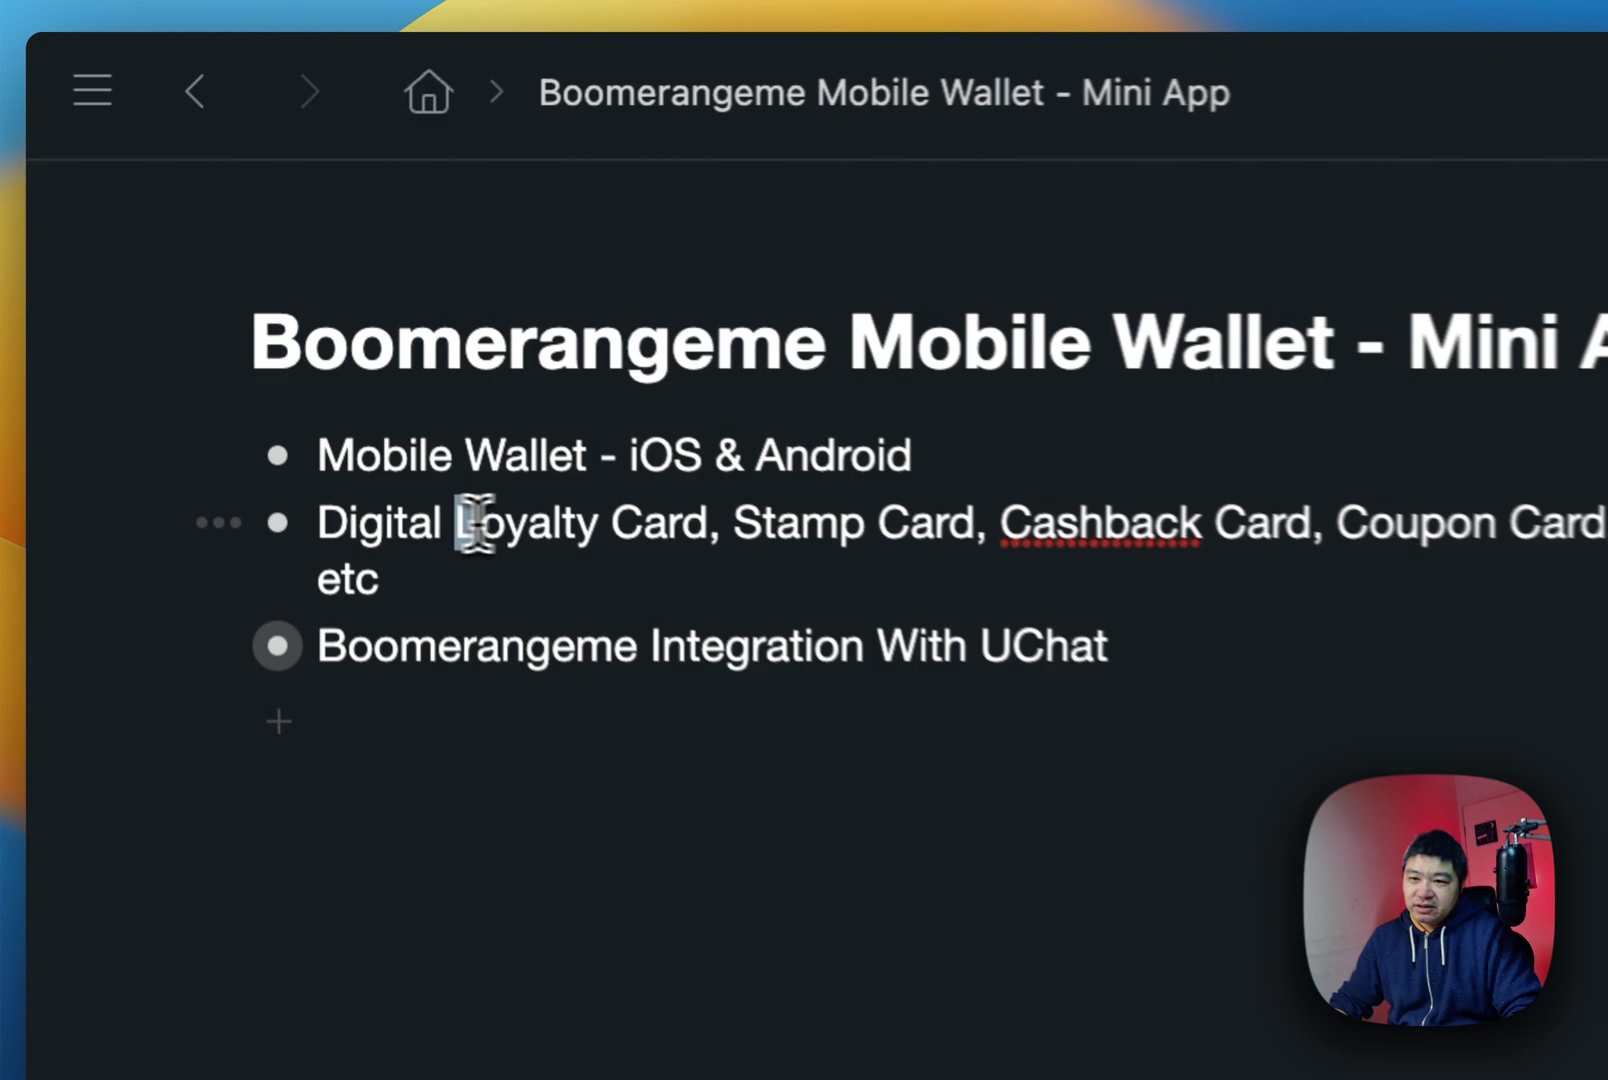 Boomerangeme Mobile Wallet - Mini App
Boomerangeme Mobile Wallet - Mini A
Mobile Wallet - iOS & Android
Digital Loyalty Card, Stamp Card, Cashback Card, Coupon Card
etc
Boomerangeme Integration With UChat